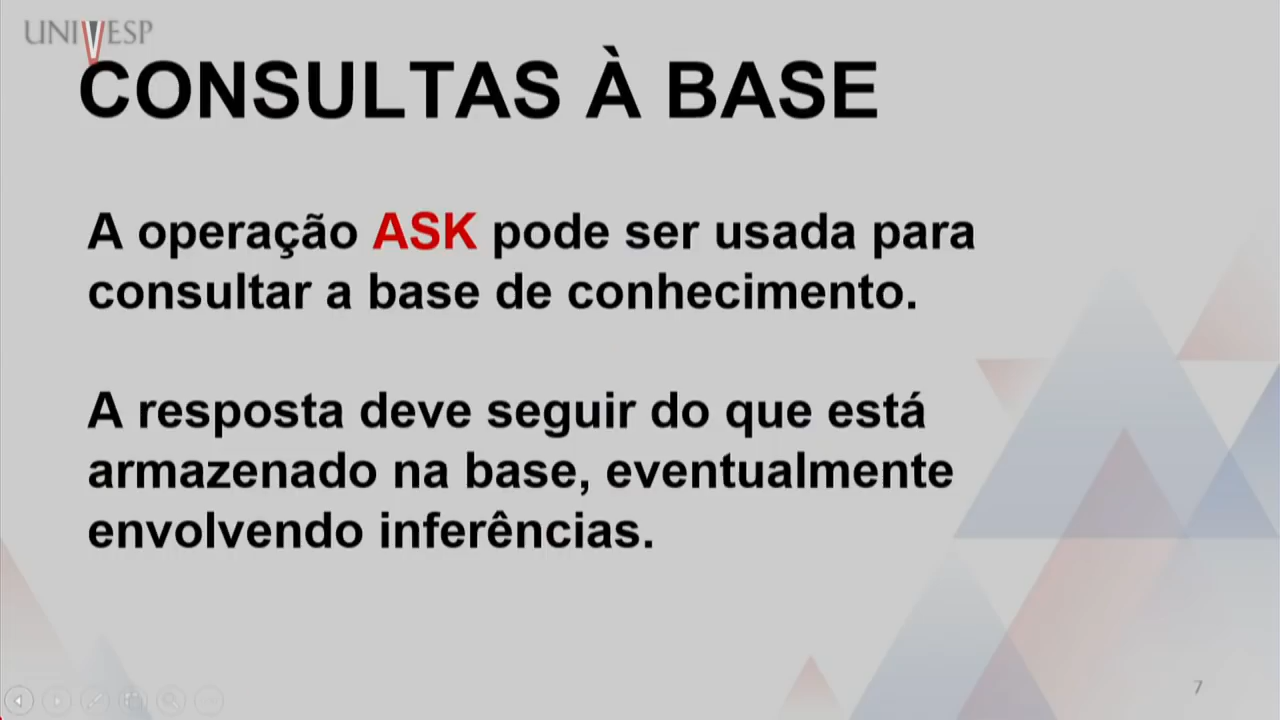 UNIVESP
CONSULTAS À BASE
A operação ASK pode ser usada para
consultar a base de conhecimento.
A resposta deve seguir do que está
armazenado na base, eventualmente
envolvendo inferências.
7